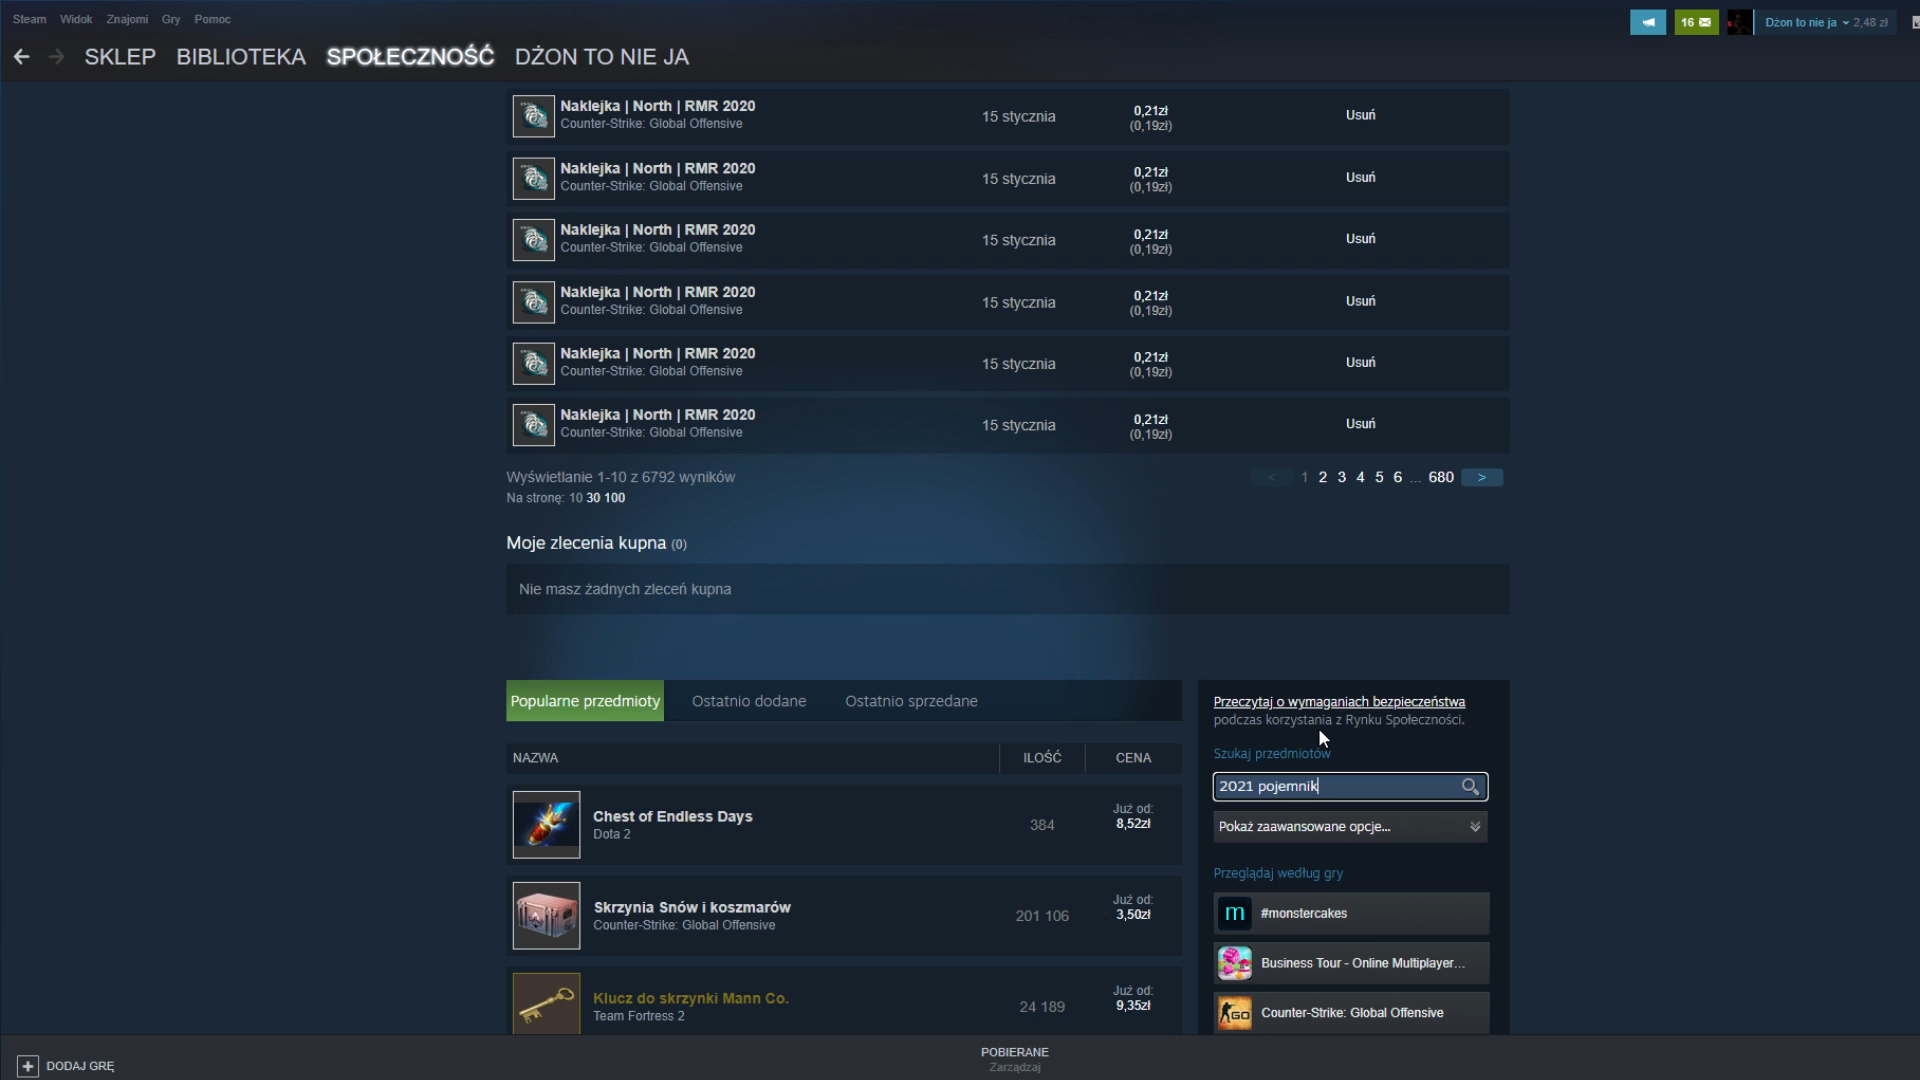 Steam Widok Znajomi Gry Pomoc
16 Dżon to nie ja 2,48 zł
SKLEP BIBLIOTEKA SPOŁECZNOŚĆ DŻON TO NIE JA
Naklejka | North | RMR 2020
Counter-Strike: Global Offensive
15 stycznia
0,21zł
(0,19zł)
Usuń
Naklejka | North | RMR 2020
Counter-Strike: Global Offensive
15 stycznia
0,21zł
(0,19zł)
Usuń
Naklejka | North | RMR 2020
Counter-Strike: Global Offensive
15 stycznia
0,21zł
(0,19zł)
Usuń
Naklejka | North | RMR 2020
Counter-Strike: Global Offensive
15 stycznia
0,21zł
(0,19zł)
Usuń
Naklejka | North | RMR 2020
Counter-Strike: Global Offensive
15 stycznia
0,21zł
(0,19zł)
Usuń
Naklejka | North | RMR 2020
Counter-Strike: Global Offensive
15 stycznia
0,21zł
(0,19zł)
Usuń
Wyświetlanie 1-10 z 6792 wyników
< 1 2 3 4 5 6 ... 680 >
Na stronę: 10 30 100
Moje zlecenia kupna (0)
Nie masz żadnych zleceń kupna
Popularne przedmioty Ostatnio dodane Ostatnio sprzedane
NAZWA ILOŚĆ CENA
Chest of Endless Days
Dota 2
384
Już od:
8,52zł
Skrzynia Snów i koszmarów
Counter-Strike: Global Offensive
201 106
Już od:
3,50zł
Klucz do skrzynki Mann Co.
Team Fortress 2
24 189
Już od:
9,35zł
Przeczytaj o wymaganiach bezpieczeństwa
podczas korzystania z Rynku Społeczności.
Szukaj przedmiotów
2021 pojemnik
Pokaż zaawansowane opcje...
Przeglądaj według gry
m #monstercakes
Business Tour - Online Multiplayer...
GO Counter-Strike: Global Offensive
+ DODAJ GRĘ
POBIERANE
Zarządzaj